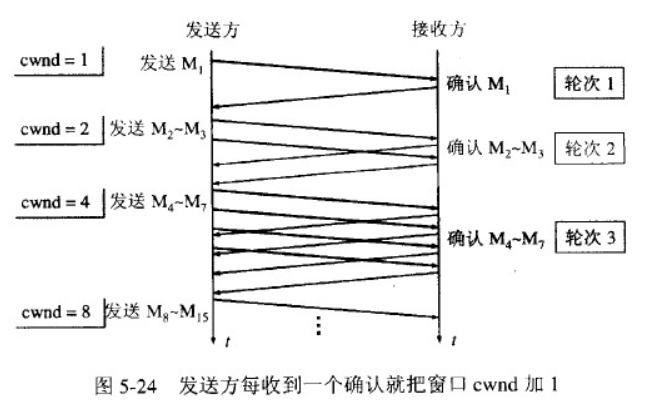 发送方 接收方
cwnd = 1 发送 M1 确认 M1 轮次 1
cwnd = 2 发送 M2~M3 确认 M2~M3 轮次 2
cwnd = 4 发送 M4~M7 确认 M4~M7 轮次 3
cwnd = 8 发送 M8~M15
t t
图 5-24 发送方每收到一个确认就把窗口 cwnd 加 1